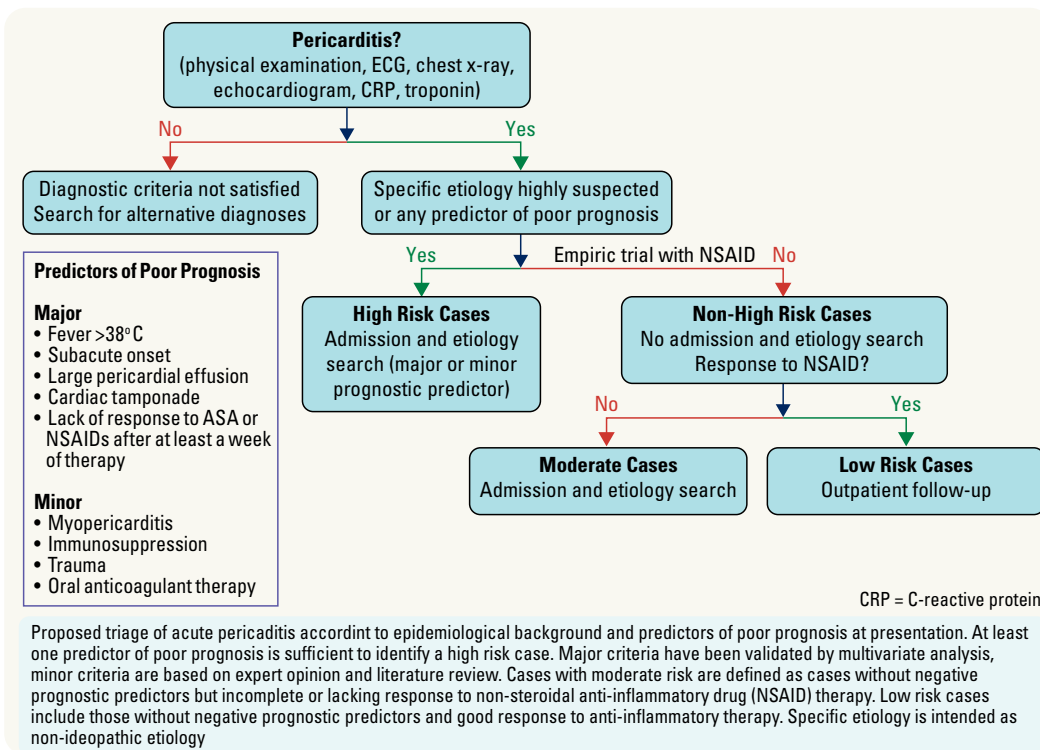 Pericarditis?
(physical examination, ECG, chest x-ray,
echocardiogram, CRP, troponin)
No
Yes
Diagnostic criteria not satisfied
Search for alternative diagnoses
Specific etiology highly suspected
or any predictor of poor prognosis
Yes
Empiric trial with NSAID
No
Predictors of Poor Prognosis
Major
• Fever >38° C
• Subacute onset
• Large pericardial effusion
• Cardiac tamponade
• Lack of response to ASA or
NSAIDs after at least a week
of therapy
Minor
• Myopericarditis
• Immunosuppression
• Trauma
• Oral anticoagulant therapy
High Risk Cases
Admission and etiology
search (major or minor
prognostic predictor)
Non-High Risk Cases
No admission and etiology search
Response to NSAID?
No
Yes
Moderate Cases
Admission and etiology search
Low Risk Cases
Outpatient follow-up
CRP = C-reactive protein
Proposed triage of acute pericaditis accordint to epidemiological background and predictors of poor prognosis at presentation. At least
one predictor of poor prognosis is sufficient to identify a high risk case. Major criteria have been validated by multivariate analysis,
minor criteria are based on expert opinion and literature review. Cases with moderate risk are defined as cases without negative
prognostic predictors but incomplete or lacking response to non-steroidal anti-inflammatory drug (NSAID) therapy. Low risk cases
include those without negative prognostic predictors and good response to anti-inflammatory therapy. Specific etiology is intended as
non-ideopathic etiology